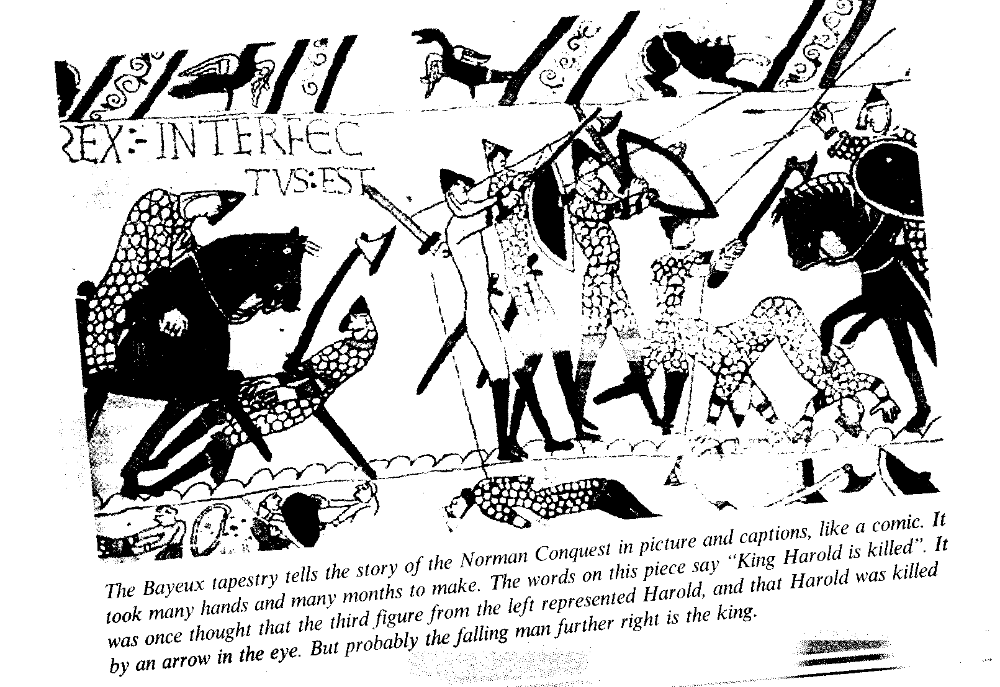 REX:- INTERFEC
TVS:EST
The Bayeux tapestry tells the story of the Norman Conquest in picture and captions, like a comic. It
took many hands and many months to make. The words on this piece say “King Harold is killed”. It
was once thought that the third figure from the left represented Harold, and that Harold was killed
by an arrow in the eye. But probably the falling man further right is the king.